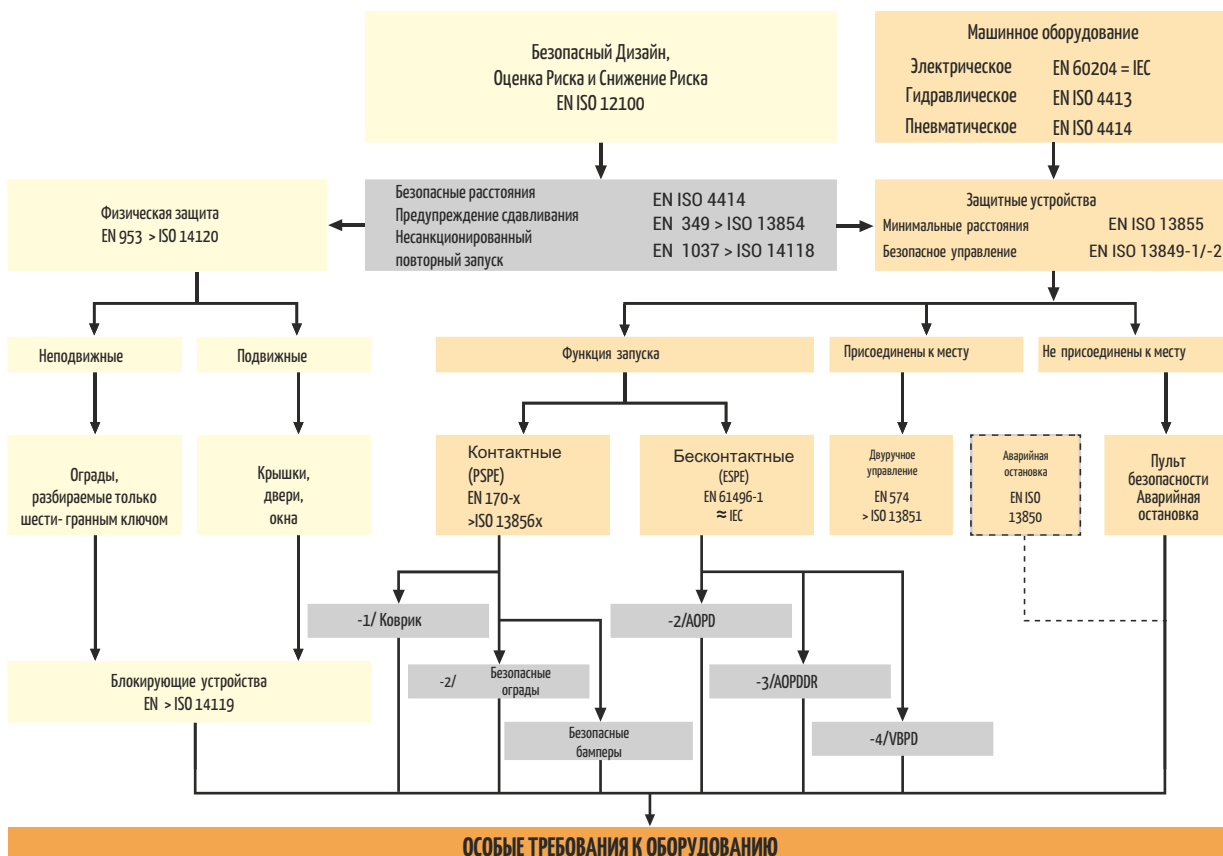 Безопасный Дизайн,
Оценка Риска и Снижение Риска
EN ISO 12100
Машинное оборудование
Электрическое EN 60204 = IEC
Гидравлическое EN ISO 4413
Пневматическое EN ISO 4414
Физическая защита
EN 953 > ISO 14120
Безопасные расстояния EN ISO 4414
Предупреждение сдавливания EN 349 > ISO 13854
Несанкционированный
повторный запуск EN 1037 > ISO 14118
Защитные устройства
Минимальные расстояния EN ISO 13855
Безопасное управление EN ISO 13849-1/-2
Неподвижные
Подвижные
Функция запуска
Присоединены к месту
Не присоединены к месту
Ограды,
разбираемые только
шести- гранным ключом
Крышки,
двери,
окна
Контактные
(PSPE)
EN 170-x
>ISO 13856x
Бесконтактные
(ESPE)
EN 61496-1
≈ IEC
Двуручное
управление
EN 574
> ISO 13851
Аварийная
остановка
EN ISO
13850
Пульт
безопасности
Аварийная
остановка
-1/ Коврик
-2/AOPD
-2/ Безопасные
ограды
-3/AOPDDR
Блокирующие устройства
EN > ISO 14119
Безопасные
бамперы
-4/VBPD
ОСОБЫЕ ТРЕБОВАНИЯ К ОБОРУДОВАНИЮ